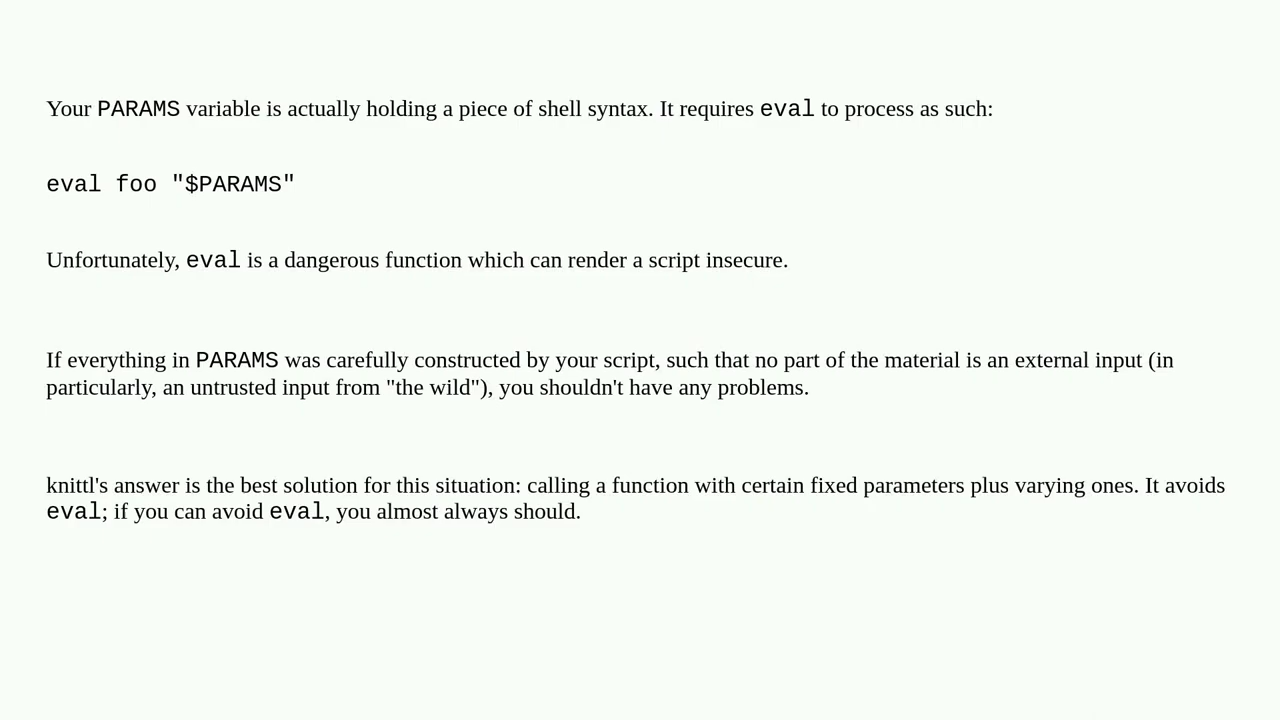 Your PARAMS variable is actually holding a piece of shell syntax. It requires eval to process as such:
eval foo "$PARAMS"
Unfortunately, eval is a dangerous function which can render a script insecure.
If everything in PARAMS was carefully constructed by your script, such that no part of the material is an external input (in
particularly, an untrusted input from "the wild"), you shouldn't have any problems.
knittl's answer is the best solution for this situation: calling a function with certain fixed parameters plus varying ones. It avoids
eval; if you can avoid eval, you almost always should.